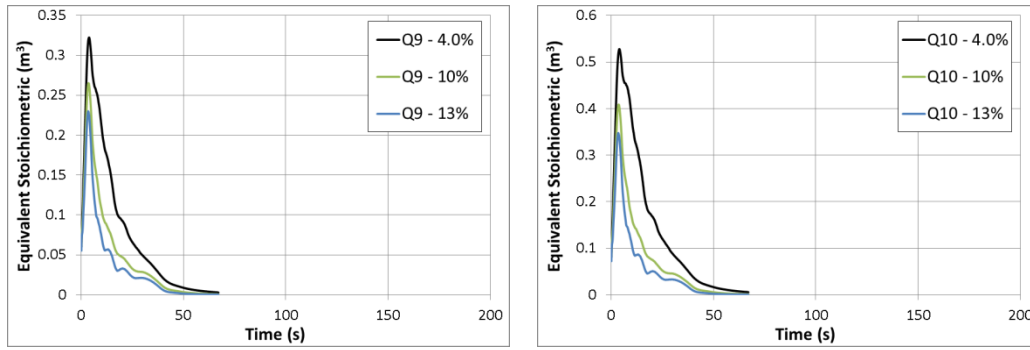 Equivalent Stoichiometric (m³)
0.35
0.3
0.25
0.2
0.15
0.1
0.05
0
0 50 100 150 200
Time (s)
Q9 - 4.0%
Q9 - 10%
Q9 - 13%
Equivalent Stoichiometric (m³)
0.6
0.5
0.4
0.3
0.2
0.1
0
0 50 100 150 200
Time (s)
Q10 - 4.0%
Q10 - 10%
Q10 - 13%